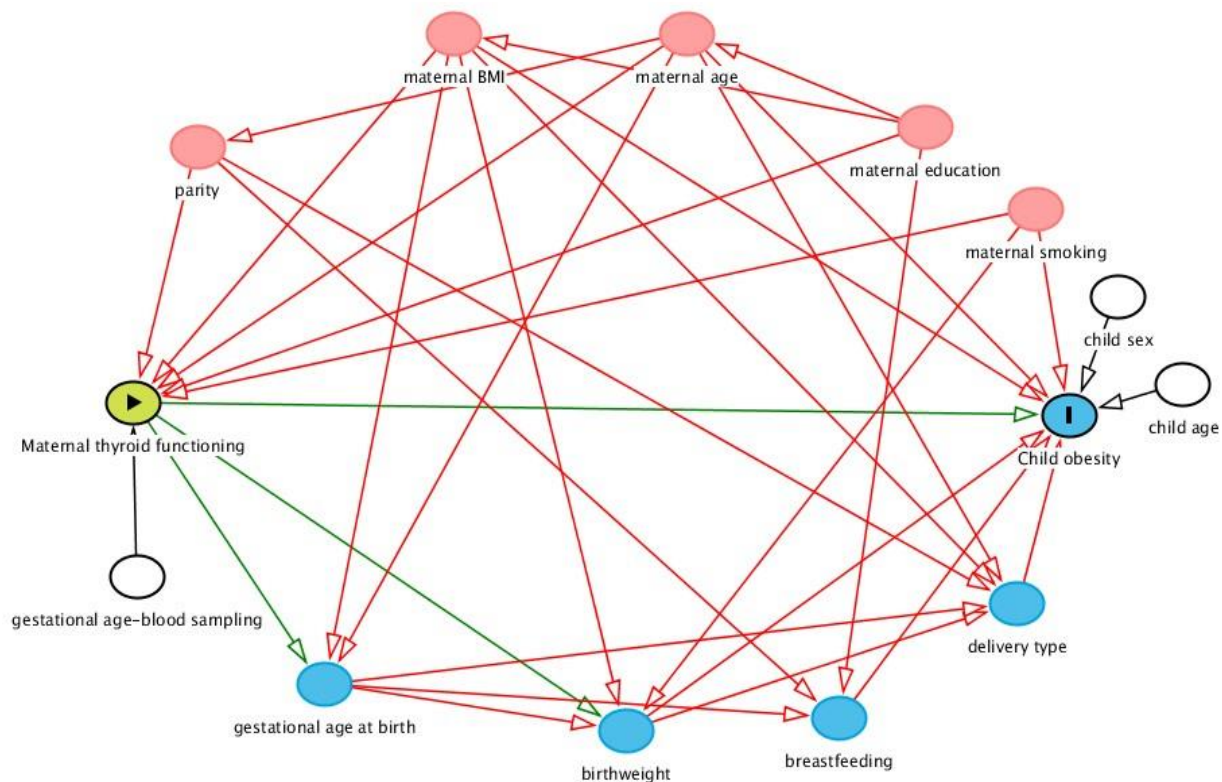 maternal BMI
maternal age
maternal education
parity
maternal smoking
child sex
child age
Maternal thyroid functioning
Child obesity
gestational age-blood sampling
delivery type
gestational age at birth
birthweight
breastfeeding